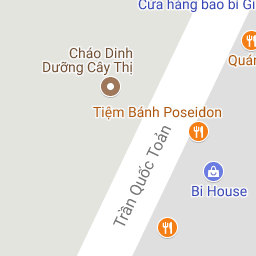 Cửa hàng bao bì Gi
Quán
Cháo Dinh
Dưỡng Cây Thị
Tiệm Bánh Poseidon
Trần Quốc Toản
Bi House